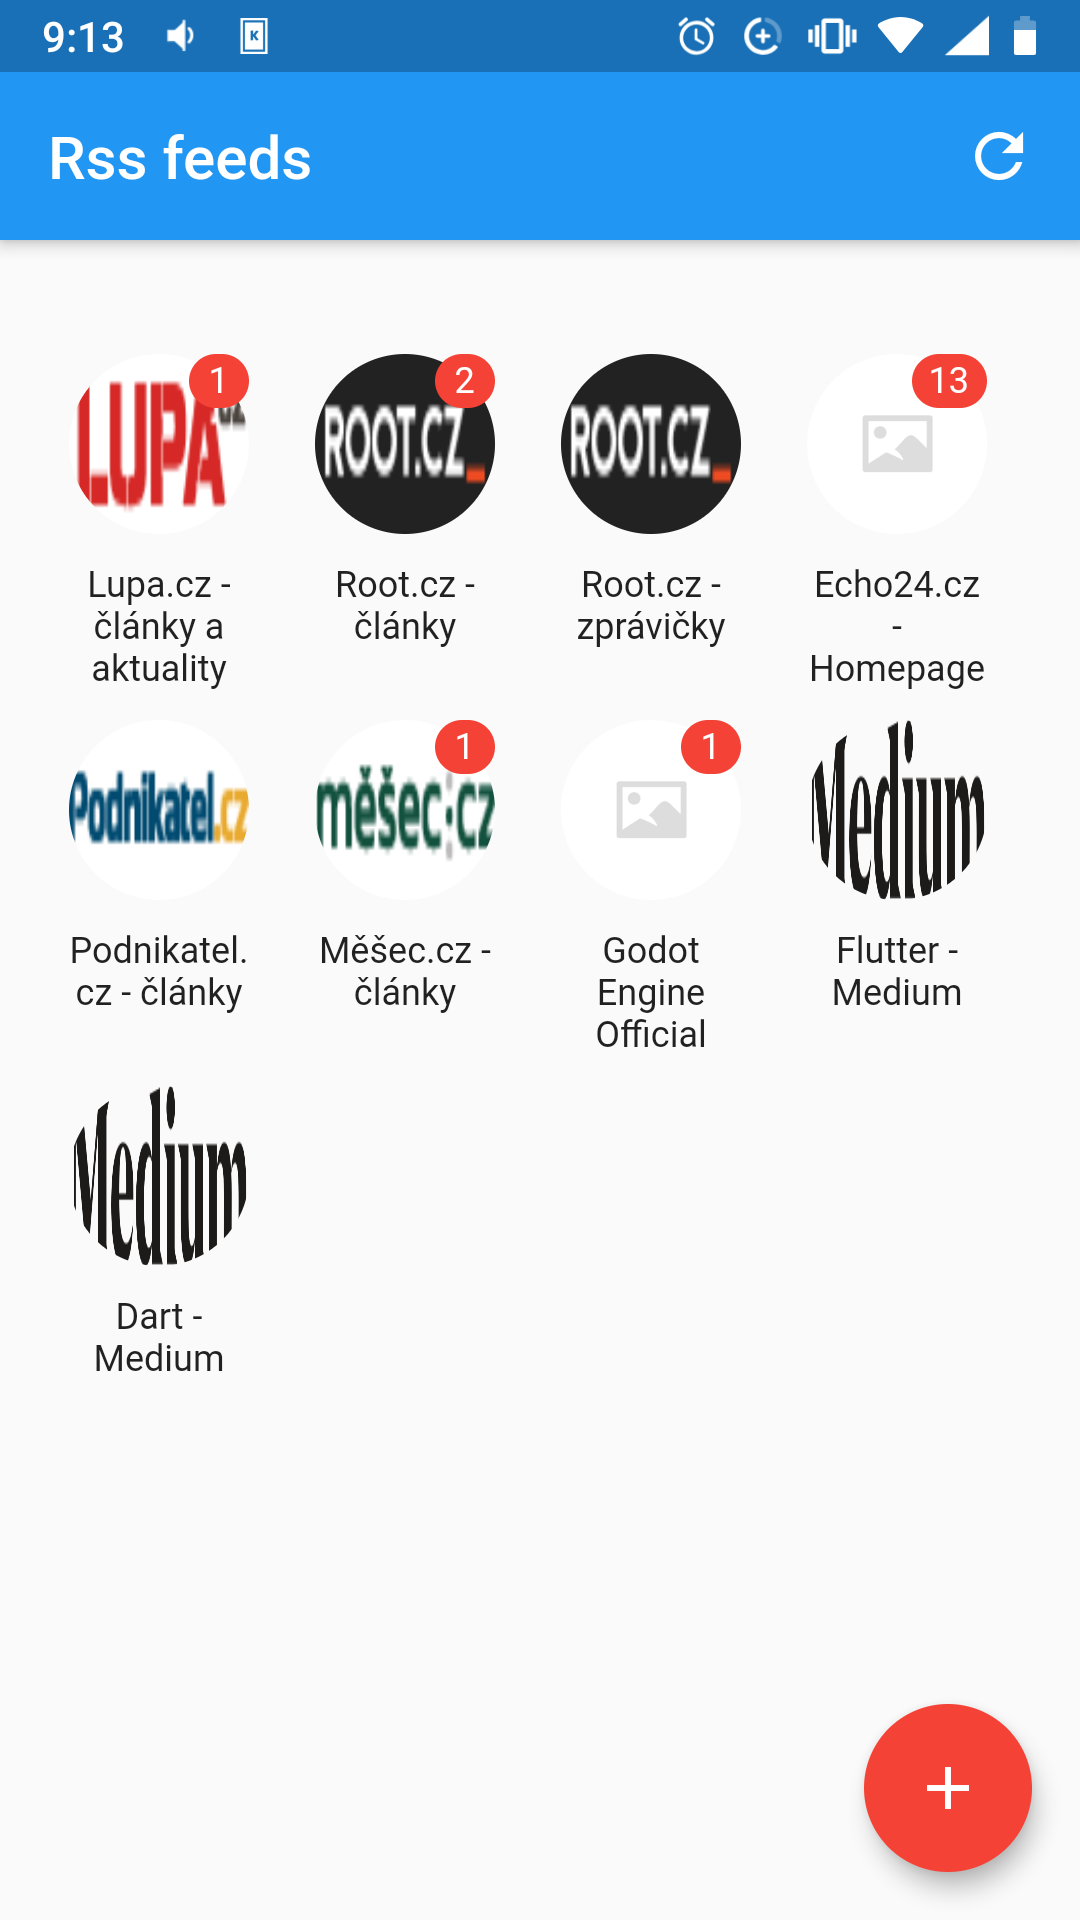 9:13
K
Rss feeds
LUPA.CZ
1
ROOT.CZ_
2
ROOT.CZ_
13
Lupa.cz -
články a
aktuality
Root.cz -
články
Root.cz -
zprávičky
Echo24.cz
-
Homepage
Podnikatel.cz
měšec.cz
1
1
Medium
Podnikatel.
cz - články
Měšec.cz -
články
Godot
Engine
Official
Flutter -
Medium
Medium
Dart -
Medium